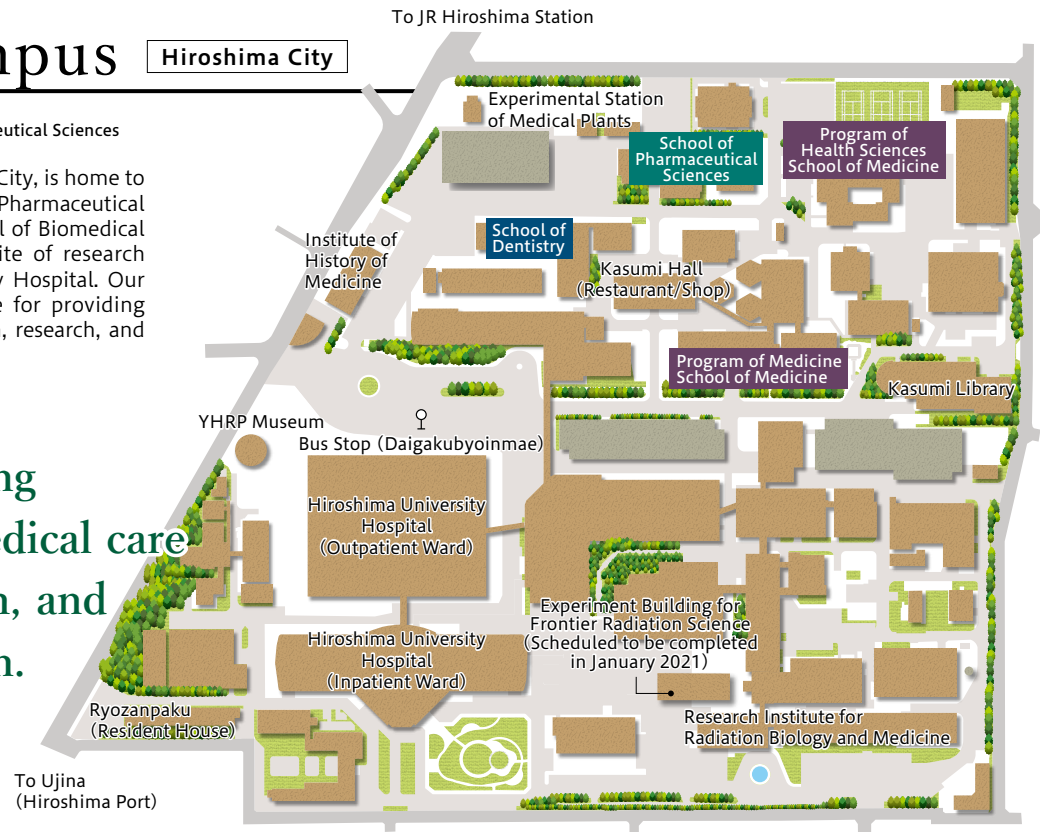 To JR Hiroshima Station
mpus
Hiroshima City
eutical Sciences
City, is home to
Pharmaceutical
l of Biomedical
ite of research
y Hospital. Our
e for providing
, research, and
ng
edical care
n, and
n.
Experimental Station
of Medical Plants
School of
Pharmaceutical
Sciences
Program of
Health Sciences
School of Medicine
School of
Dentistry
Institute of
History of
Medicine
Kasumi Hall
(Restaurant/Shop)
Program of Medicine
School of Medicine
Kasumi Library
YHRP Museum
Bus Stop (Daigakubyoinmae)
Hiroshima University
Hospital
(Outpatient Ward)
Experiment Building for
Frontier Radiation Science
(Scheduled to be completed
in January 2021)
Hiroshima University
Hospital
(Inpatient Ward)
Research Institute for
Radiation Biology and Medicine
Ryozanpaku
(Resident House)
To Ujina
(Hiroshima Port)